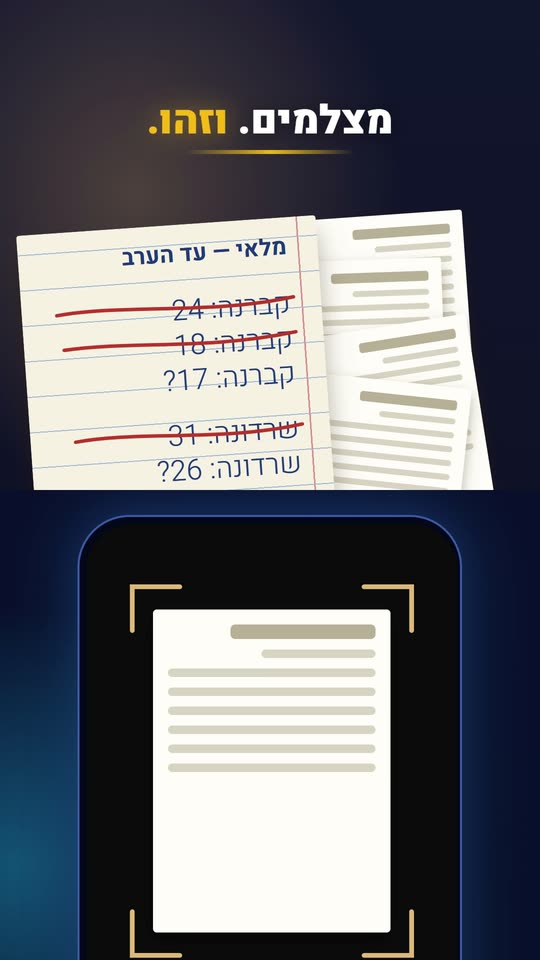 מצלמים. וזהו.
מלאי – עד הערב
קברנה: 24
קברנה: 18
קברנה: 17?
שרדונה: 31
שרדונה: 26?